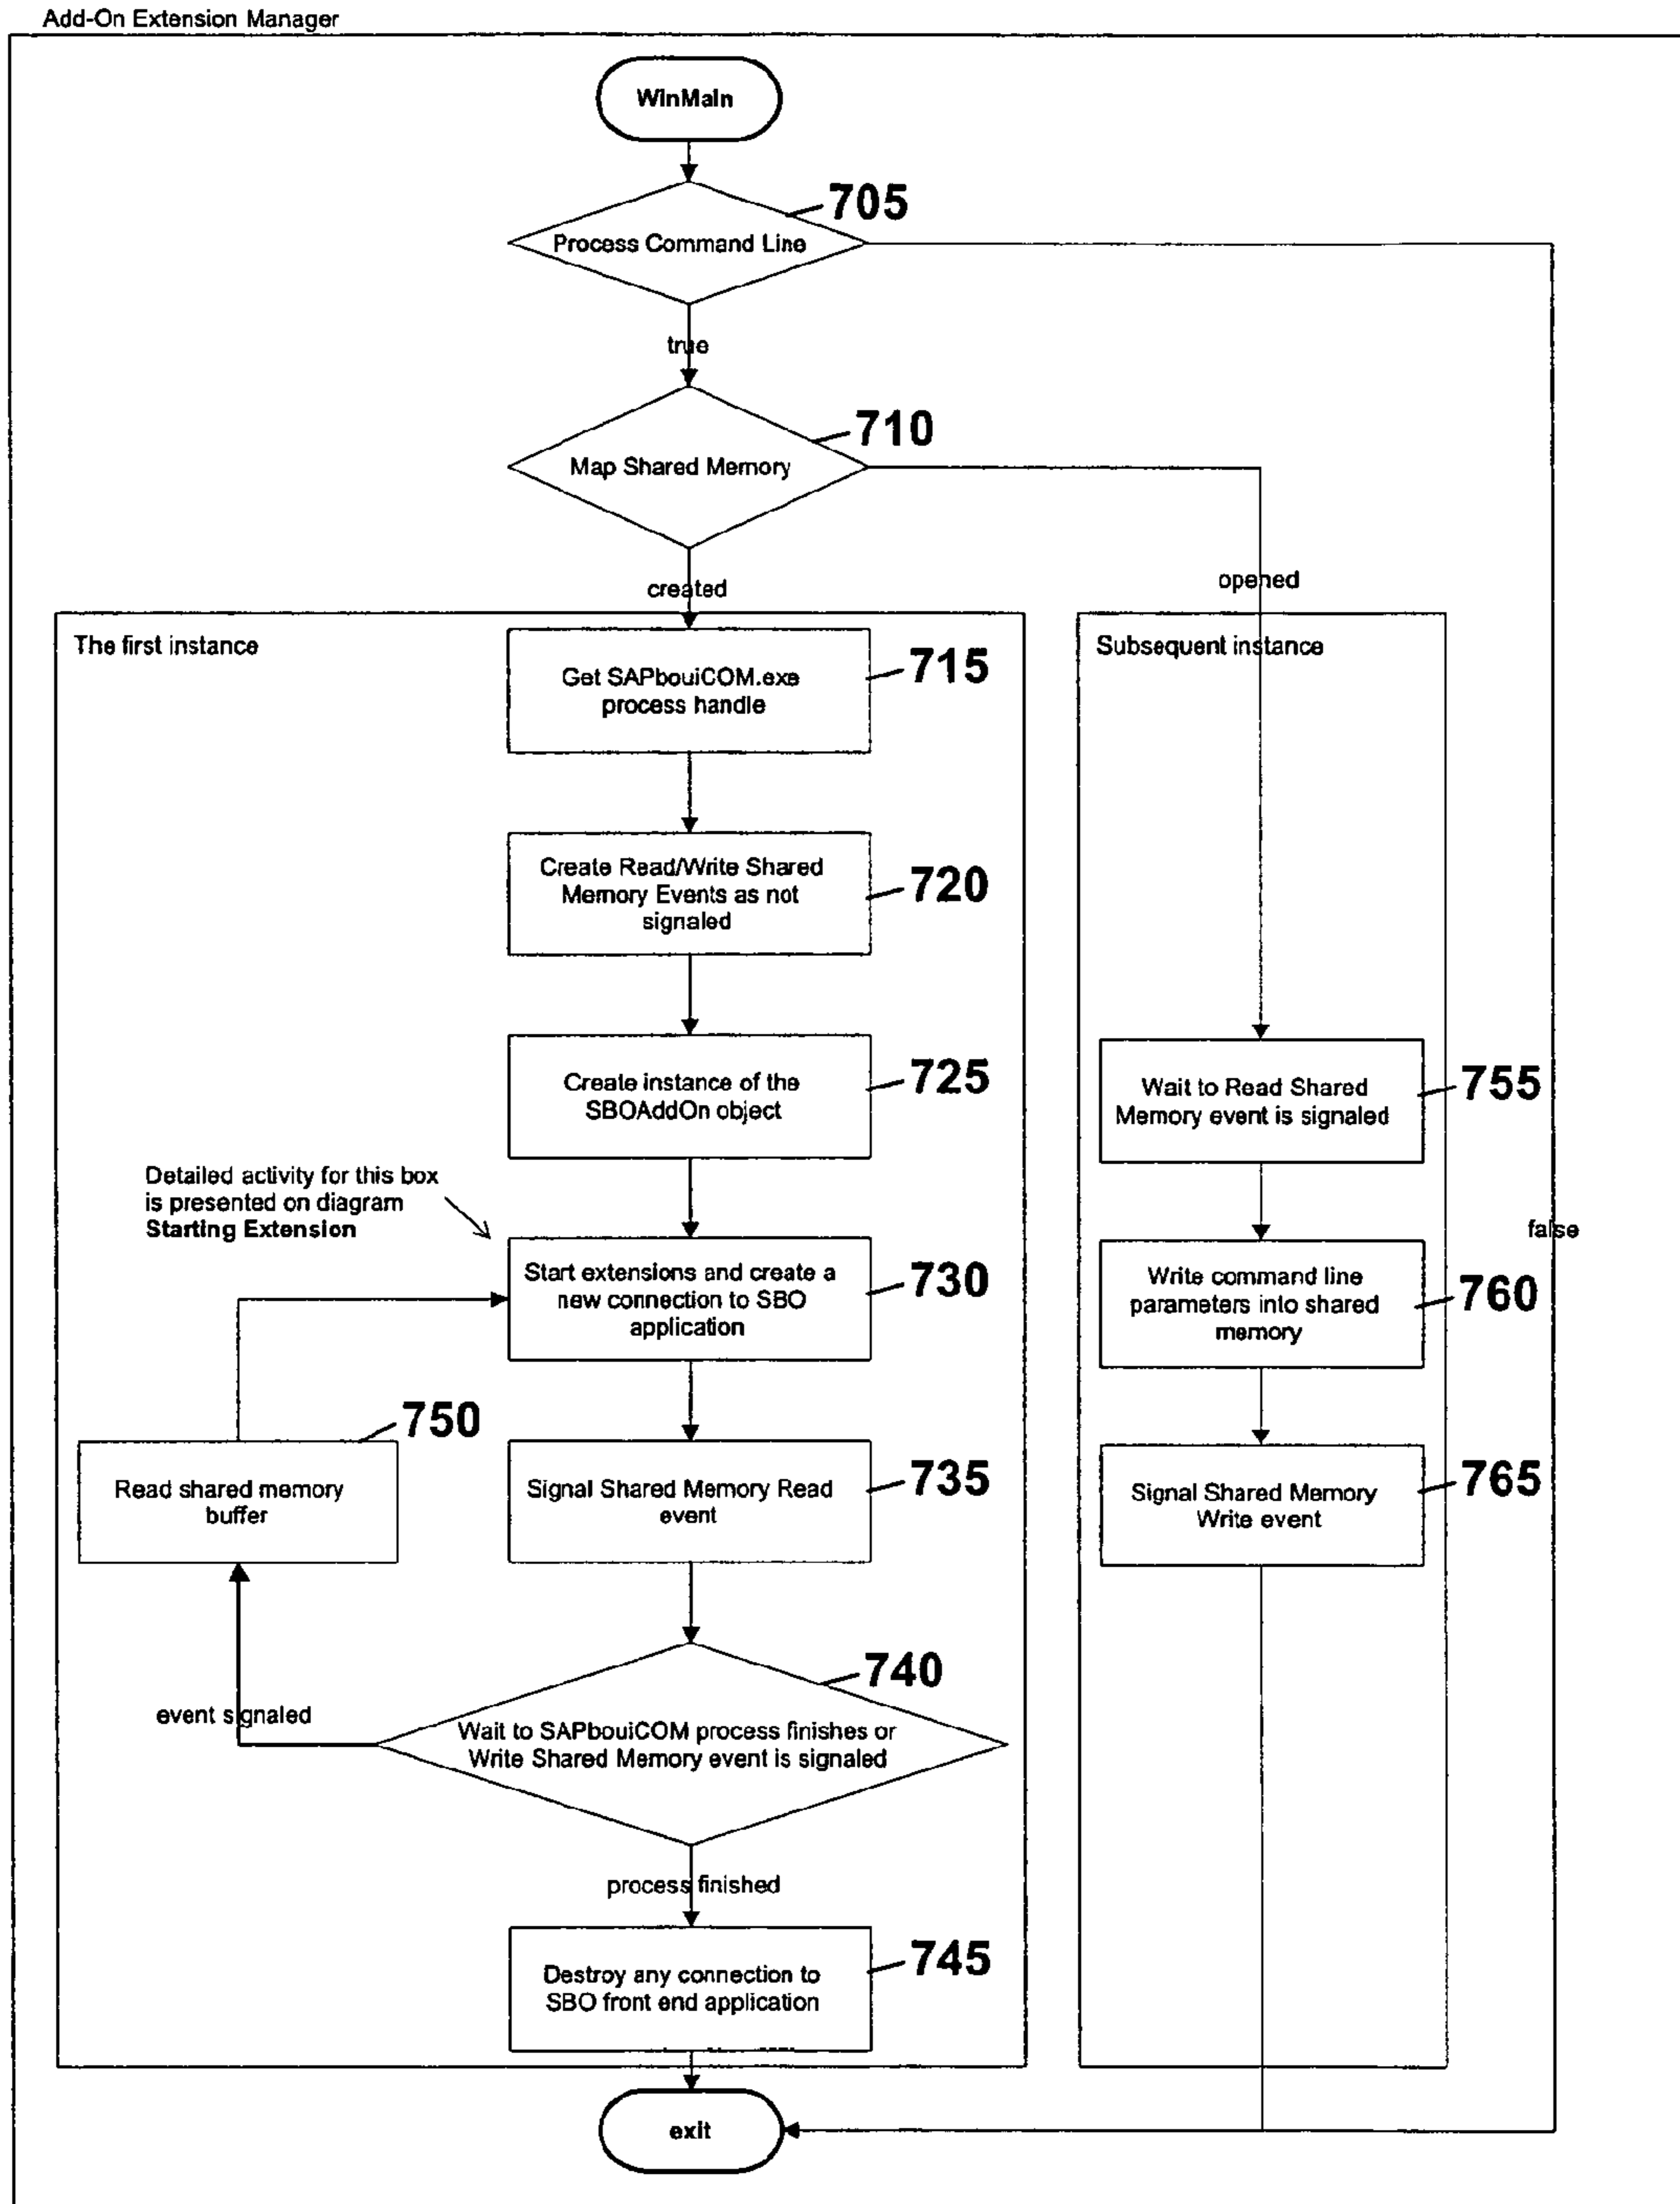 Add-On Extension Manager
WinMain
705
Process Command Line
true
710
Map Shared Memory
created
opened
The first instance
Subsequent instance
Get SAPbouiCOM.exe
process handle
715
Create Read/Write Shared
Memory Events as not
signaled
720
Create instance of the
SBOAddOn object
725
Wait to Read Shared
Memory event is signaled
755
Detailed activity for this box
is presented on diagram
Starting Extension
false
Start extensions and create a
new connection to SBO
application
730
Write command line
parameters into shared
memory
760
750
Read shared memory
buffer
Signal Shared Memory Read
event
735
Signal Shared Memory
Write event
765
740
event signaled
Wait to SAPbouiCOM process finishes or
Write Shared Memory event is signaled
process finished
Destroy any connection to
SBO front end application
745
exit